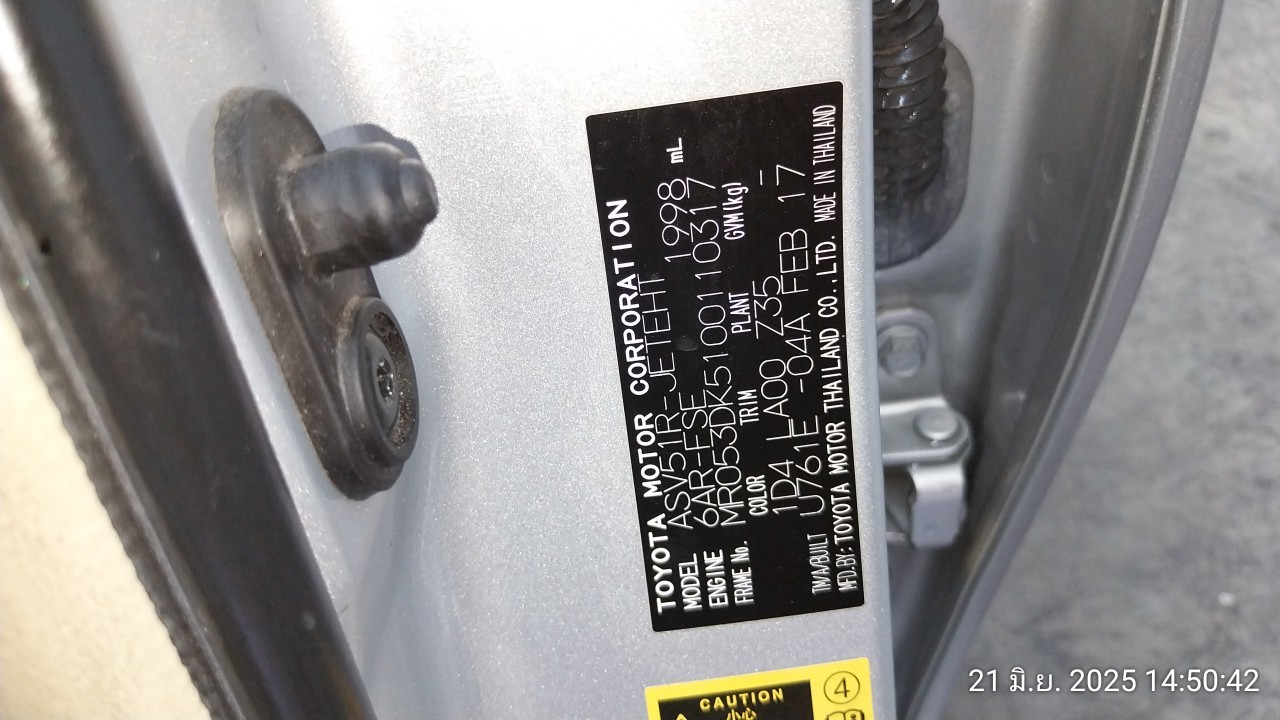 TOYOTA MOTOR CORPORATION
MODEL ASV51R-JETEHT 1998 mL
ENGINE 6AR-FSE
FRAME No. MR053DK5100110317
COLOR TRIM PLANT GVM(kg)
1D4 LA00 Z35 —
TM/A/BUILT U761E -04A FEB 17
MFD.BY:TOYOTA MOTOR THAILAND CO.,LTD. MADE IN THAILAND
CAUTION
小心
4
21 มิ.ย. 2025 14:50:42